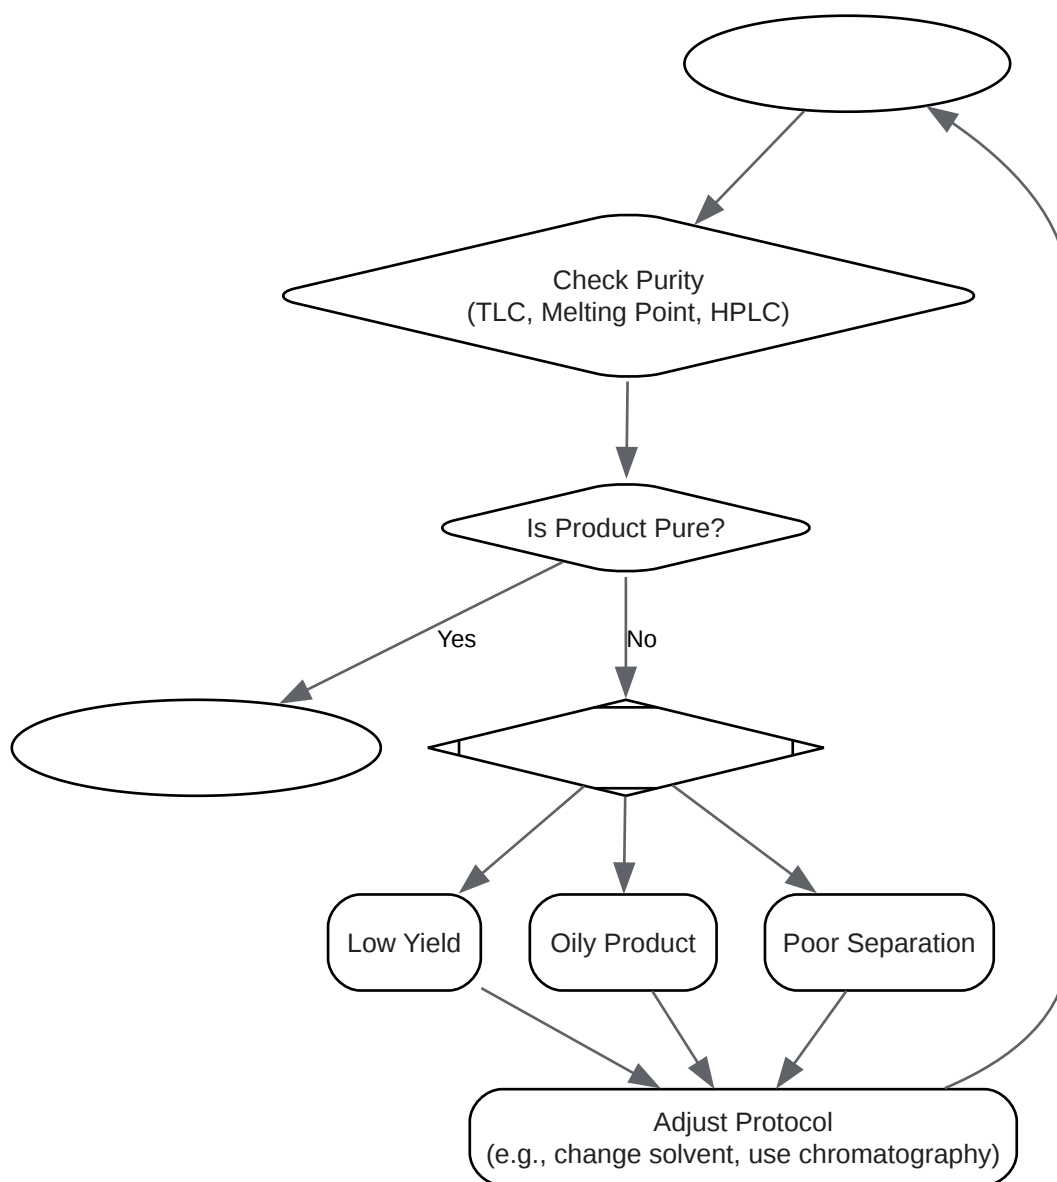 Check Purity
(TLC, Melting Point, HPLC)
Is Product Pure?
Yes
No
Low Yield
Oily Product
Poor Separation
Adjust Protocol
(e.g., change solvent, use chromatography)